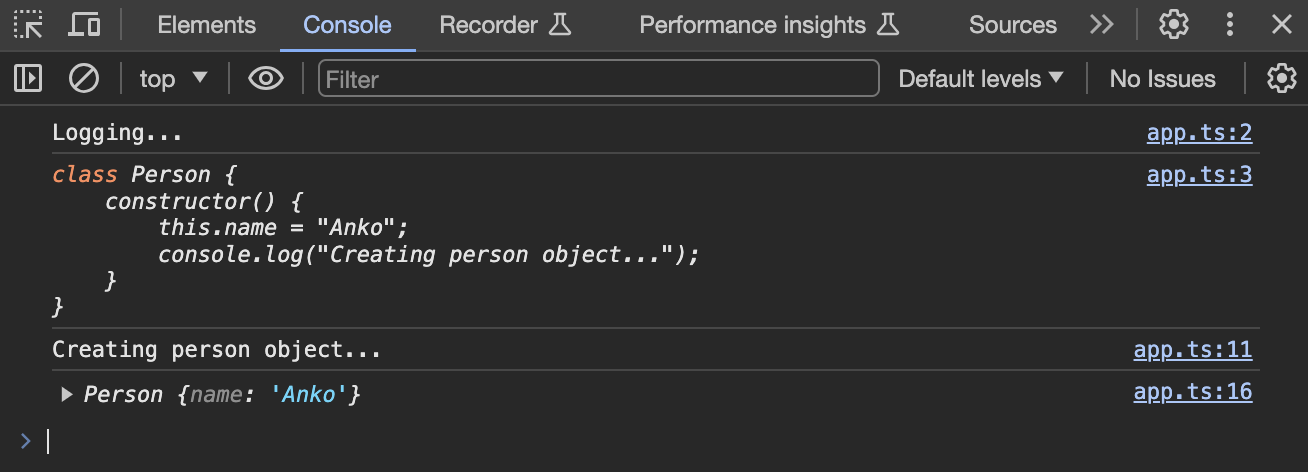 Elements Console Recorder Performance insights Sources
top Filter Default levels No Issues
Logging... app.ts:2
class Person { app.ts:3
    constructor() {
        this.name = "Anko";
        console.log("Creating person object...");
    }
}
Creating person object... app.ts:11
Person {name: 'Anko'} app.ts:16